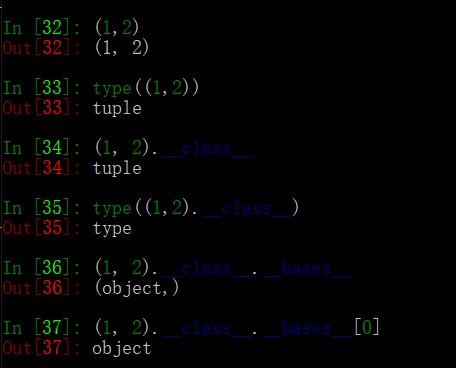 In [32]: (1,2)
Out[32]: (1, 2)
In [33]: type((1,2))
Out[33]: tuple
In [34]: (1, 2).__class__
Out[34]: tuple
In [35]: type((1,2).__class__)
Out[35]: type
In [36]: (1, 2).__class__.__bases__
Out[36]: (object,)
In [37]: (1, 2).__class__.__bases__[0]
Out[37]: object